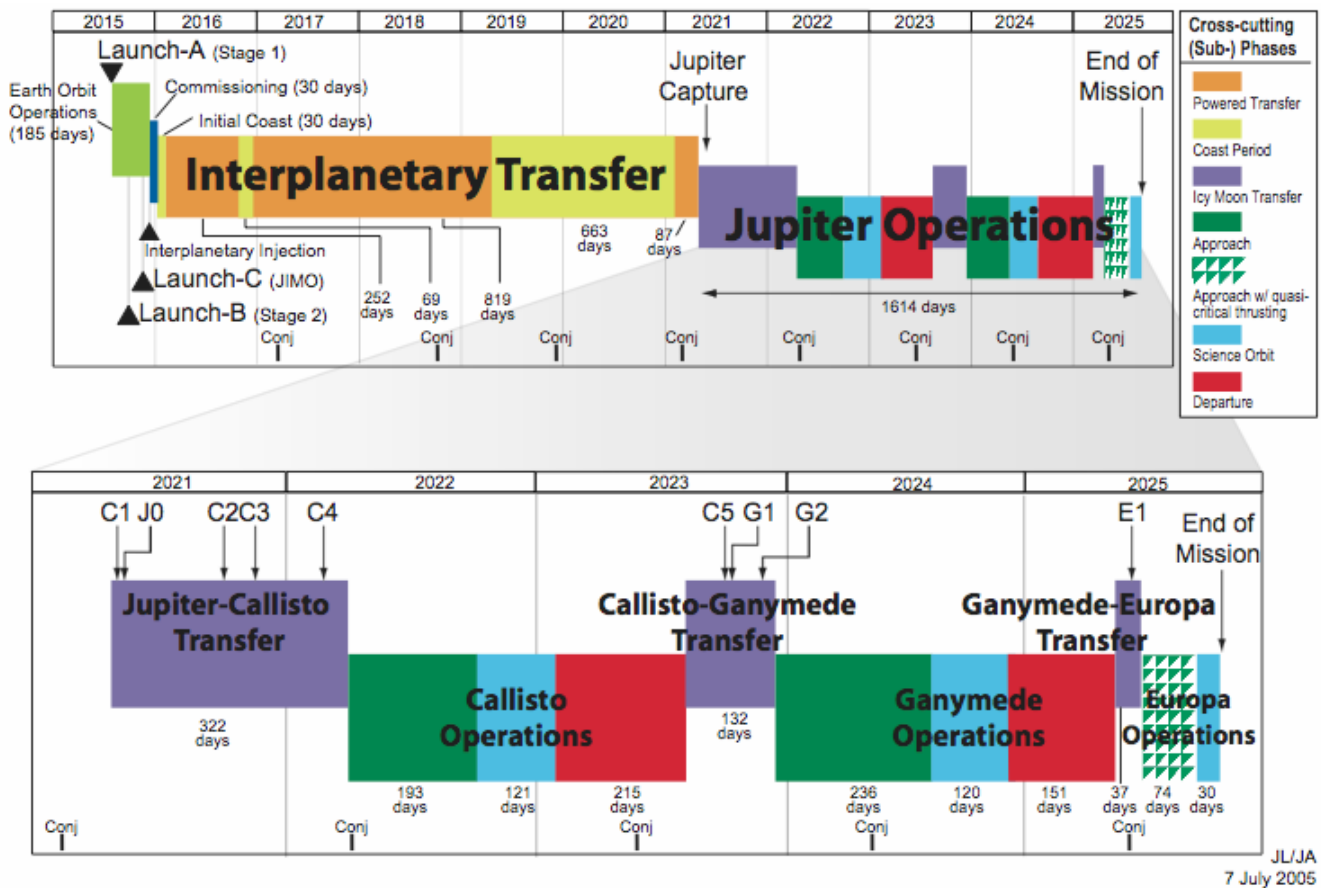 2015 2016 2017 2018 2019 2020 2021 2022 2023 2024 2025
Launch-A (Stage 1)
Earth Orbit
Operations
(185 days)
Commissioning (30 days)
Initial Coast (30 days)
Interplanetary Transfer
Jupiter
Capture
End of
Mission
Jupiter Operations
Interplanetary Injection
Launch-C (JIMO)
Launch-B (Stage 2)
252
days
69
days
819
days
663
days
87
days
1614 days
Conj Conj Conj Conj Conj Conj Conj Conj
Cross-cutting
(Sub-) Phases
Powered Transfer
Coast Period
Icy Moon Transfer
Approach
Approach w/ quasi-
critical thrusting
Science Orbit
Departure
2021 2022 2023 2024 2025
C1 J0 C2 C3 C4 C5 G1 G2 E1
End of
Mission
Jupiter-Callisto
Transfer
Callisto-Ganymede
Transfer
Ganymede-Europa
Transfer
Callisto
Operations
Ganymede
Operations
Europa
Operations
322
days
132
days
193
days
121
days
215
days
236
days
120
days
151
days
37
days
74
days
30
days
Conj Conj Conj Conj Conj
JL/JA
7 July 2005